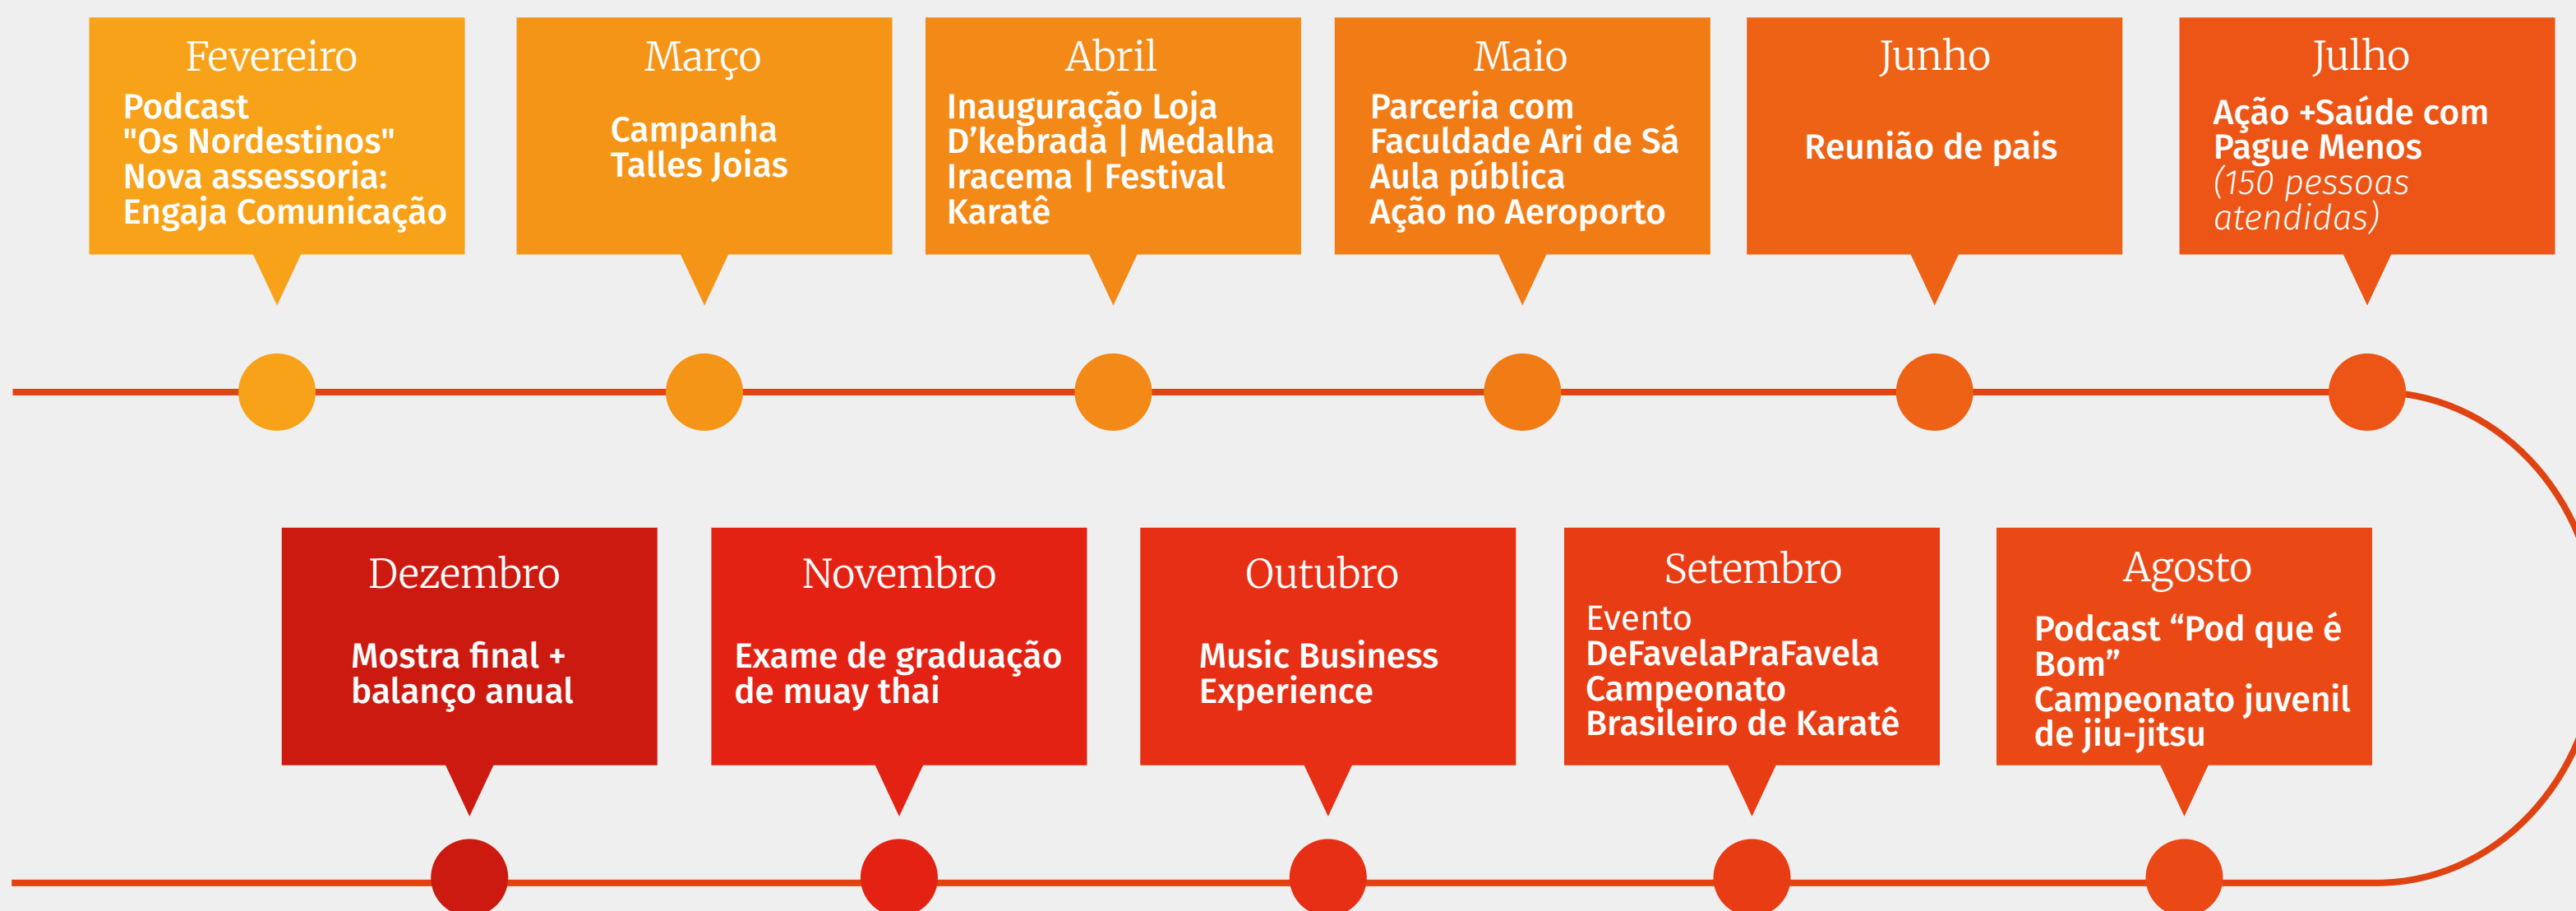 Fevereiro
Podcast
"Os Nordestinos"
Nova assessoria:
Engaja Comunicação
Março
Campanha
Talles Joias
Abril
Inauguração Loja
D’kebrada | Medalha
Iracema | Festival
Karatê
Maio
Parceria com
Faculdade Ari de Sá
Aula pública
Ação no Aeroporto
Junho
Reunião de pais
Julho
Ação +Saúde com
Pague Menos
(150 pessoas
atendidas)
Agosto
Podcast “Pod que é
Bom”
Campeonato juvenil
de jiu-jitsu
Setembro
Evento
DeFavelaPraFavela
Campeonato
Brasileiro de Karatê
Outubro
Music Business
Experience
Novembro
Exame de graduação
de muay thai
Dezembro
Mostra final +
balanço anual